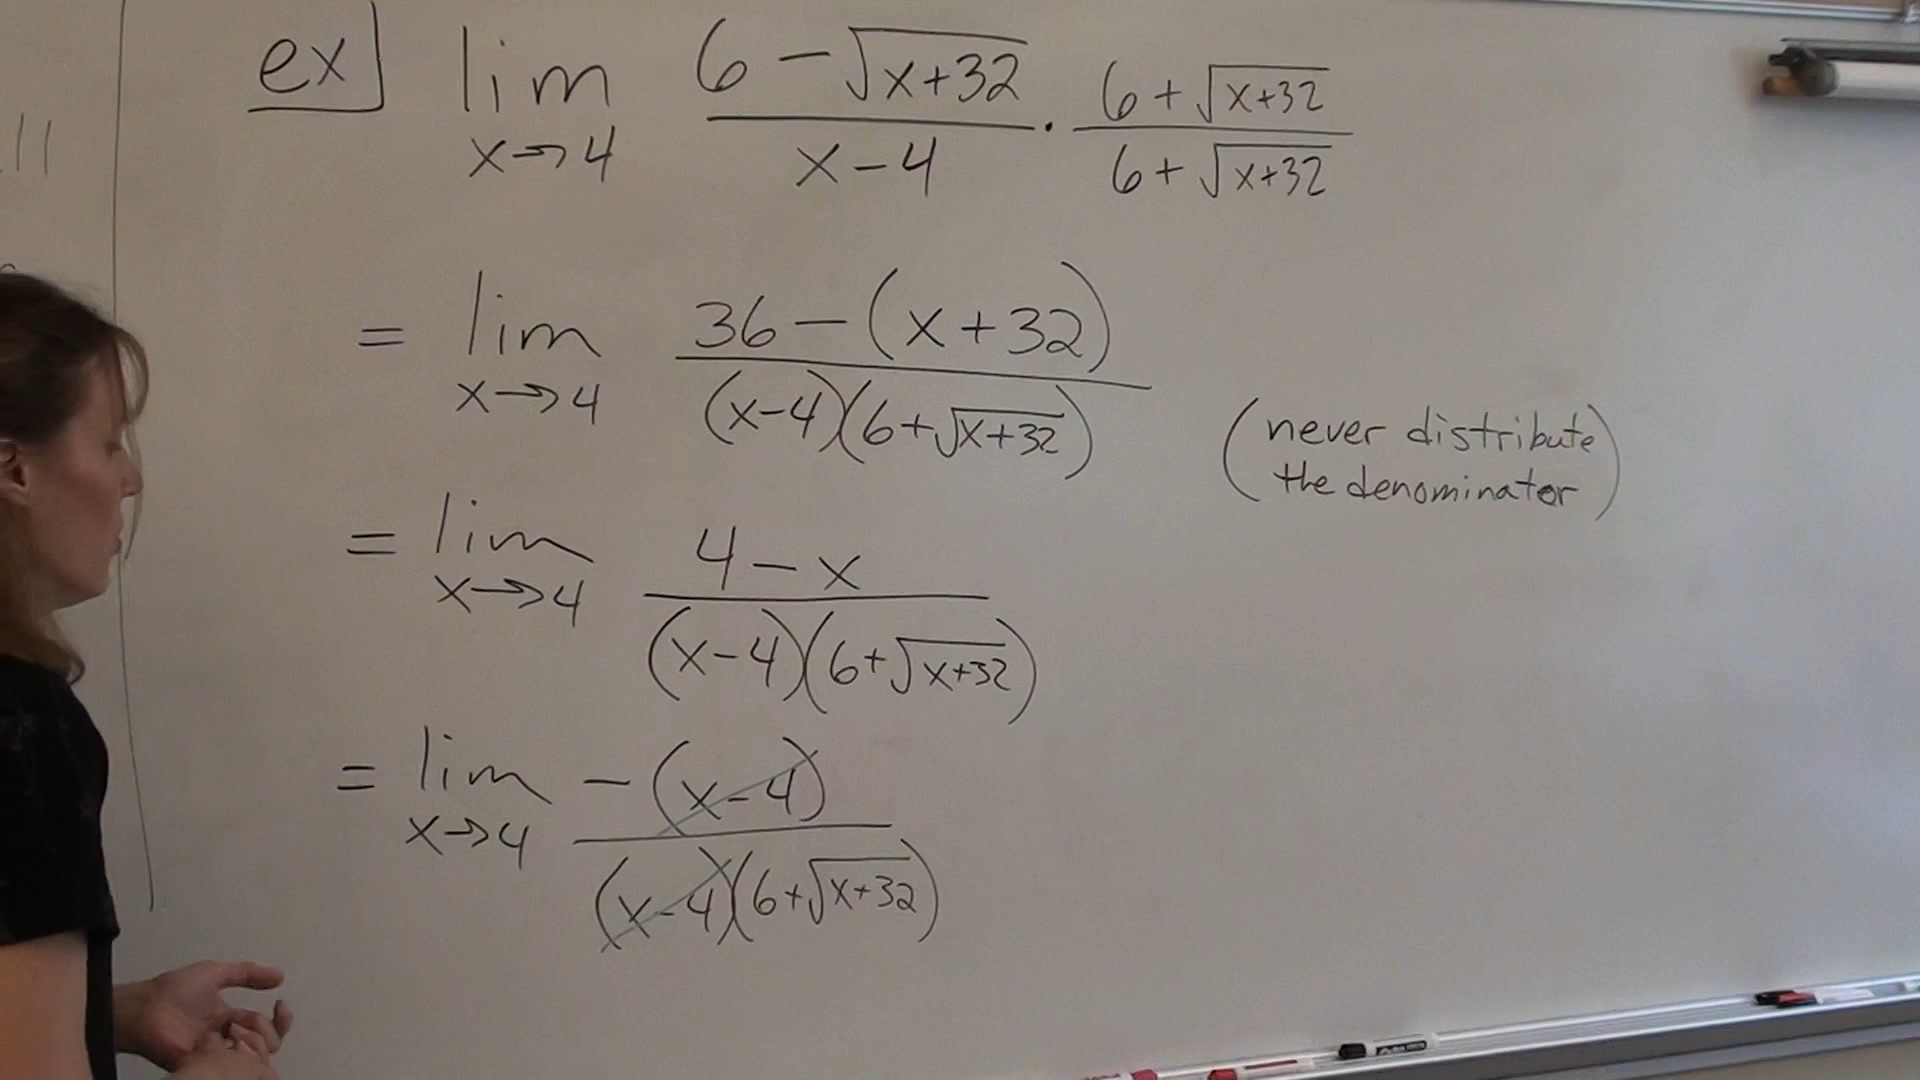 ex] lim x→4 (6 - √(x+32))/(x - 4) · (6 + √(x+32))/(6 + √(x+32))
= lim x→4 (36 - (x + 32))/((x-4)(6+√(x+32)))
(never distribute
the denominator)
= lim x→4 (4 - x)/((x-4)(6+√(x+32)))
= lim x→4 -(x-4)/((x-4)(6+√(x+32)))